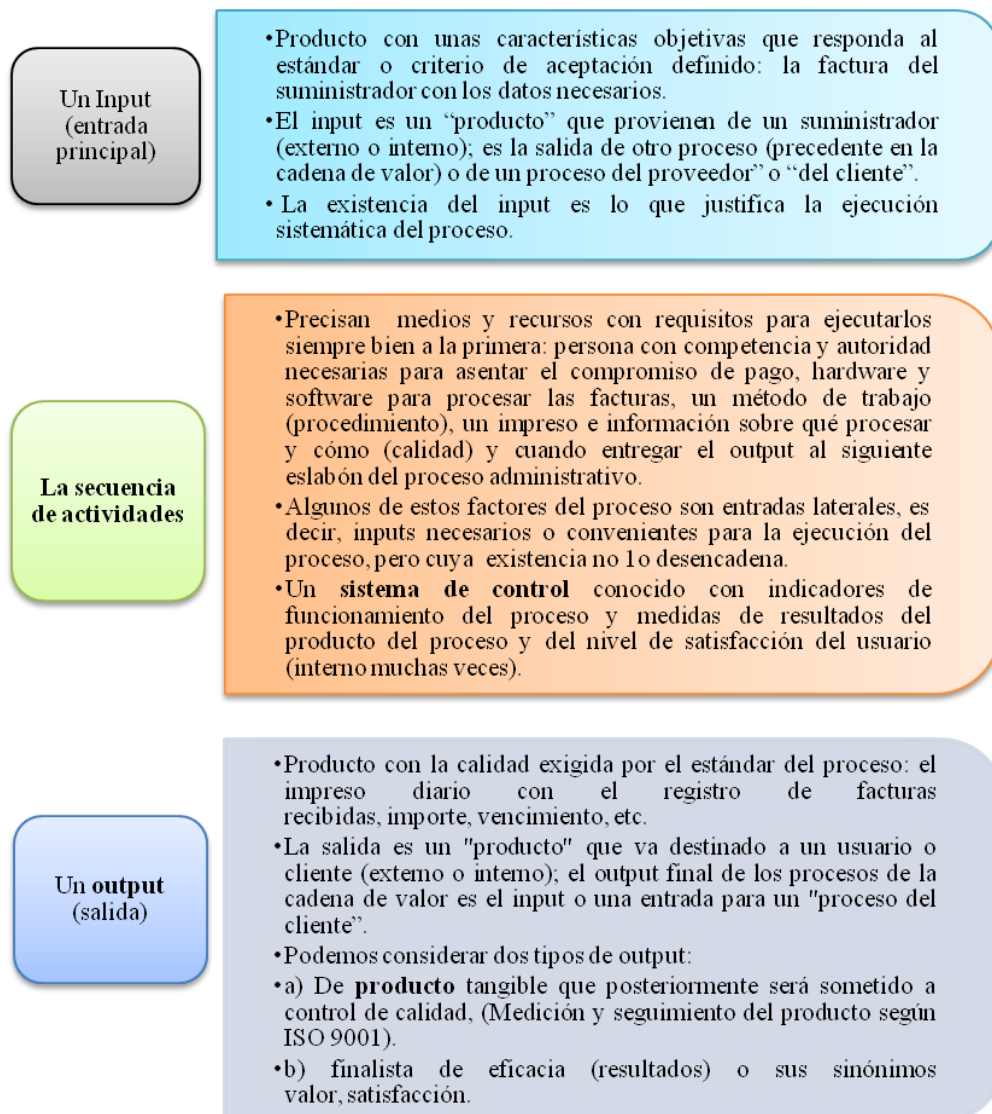 Un Input
(entrada
principal)
•Producto con unas características objetivas que responda al
estándar o criterio de aceptación definido: la factura del
suministrador con los datos necesarios.
•El input es un “producto” que provienen de un suministrador
(externo o interno); es la salida de otro proceso (precedente en la
cadena de valor) o de un proceso del proveedor” o “del cliente”.
• La existencia del input es lo que justifica la ejecución
sistemática del proceso.
La secuencia
de actividades
•Precisan medios y recursos con requisitos para ejecutarlos
siempre bien a la primera: persona con competencia y autoridad
necesarias para asentar el compromiso de pago, hardware y
software para procesar las facturas, un método de trabajo
(procedimiento), un impreso e información sobre qué procesar
y cómo (calidad) y cuando entregar el output al siguiente
eslabón del proceso administrativo.
•Algunos de estos factores del proceso son entradas laterales, es
decir, inputs necesarios o convenientes para la ejecución del
proceso, pero cuya existencia no 1o desencadena.
•Un sistema de control conocido con indicadores de
funcionamiento del proceso y medidas de resultados del
producto del proceso y del nivel de satisfacción del usuario
(interno muchas veces).
Un output
(salida)
•Producto con la calidad exigida por el estándar del proceso: el
impreso diario con el registro de facturas
recibidas, importe, vencimiento, etc.
•La salida es un "producto" que va destinado a un usuario o
cliente (externo o interno); el output final de los procesos de la
cadena de valor es el input o una entrada para un "proceso del
cliente”.
•Podemos considerar dos tipos de output:
•a) De producto tangible que posteriormente será sometido a
control de calidad, (Medición y seguimiento del producto según
ISO 9001).
•b) finalista de eficacia (resultados) o sus sinónimos
valor, satisfacción.